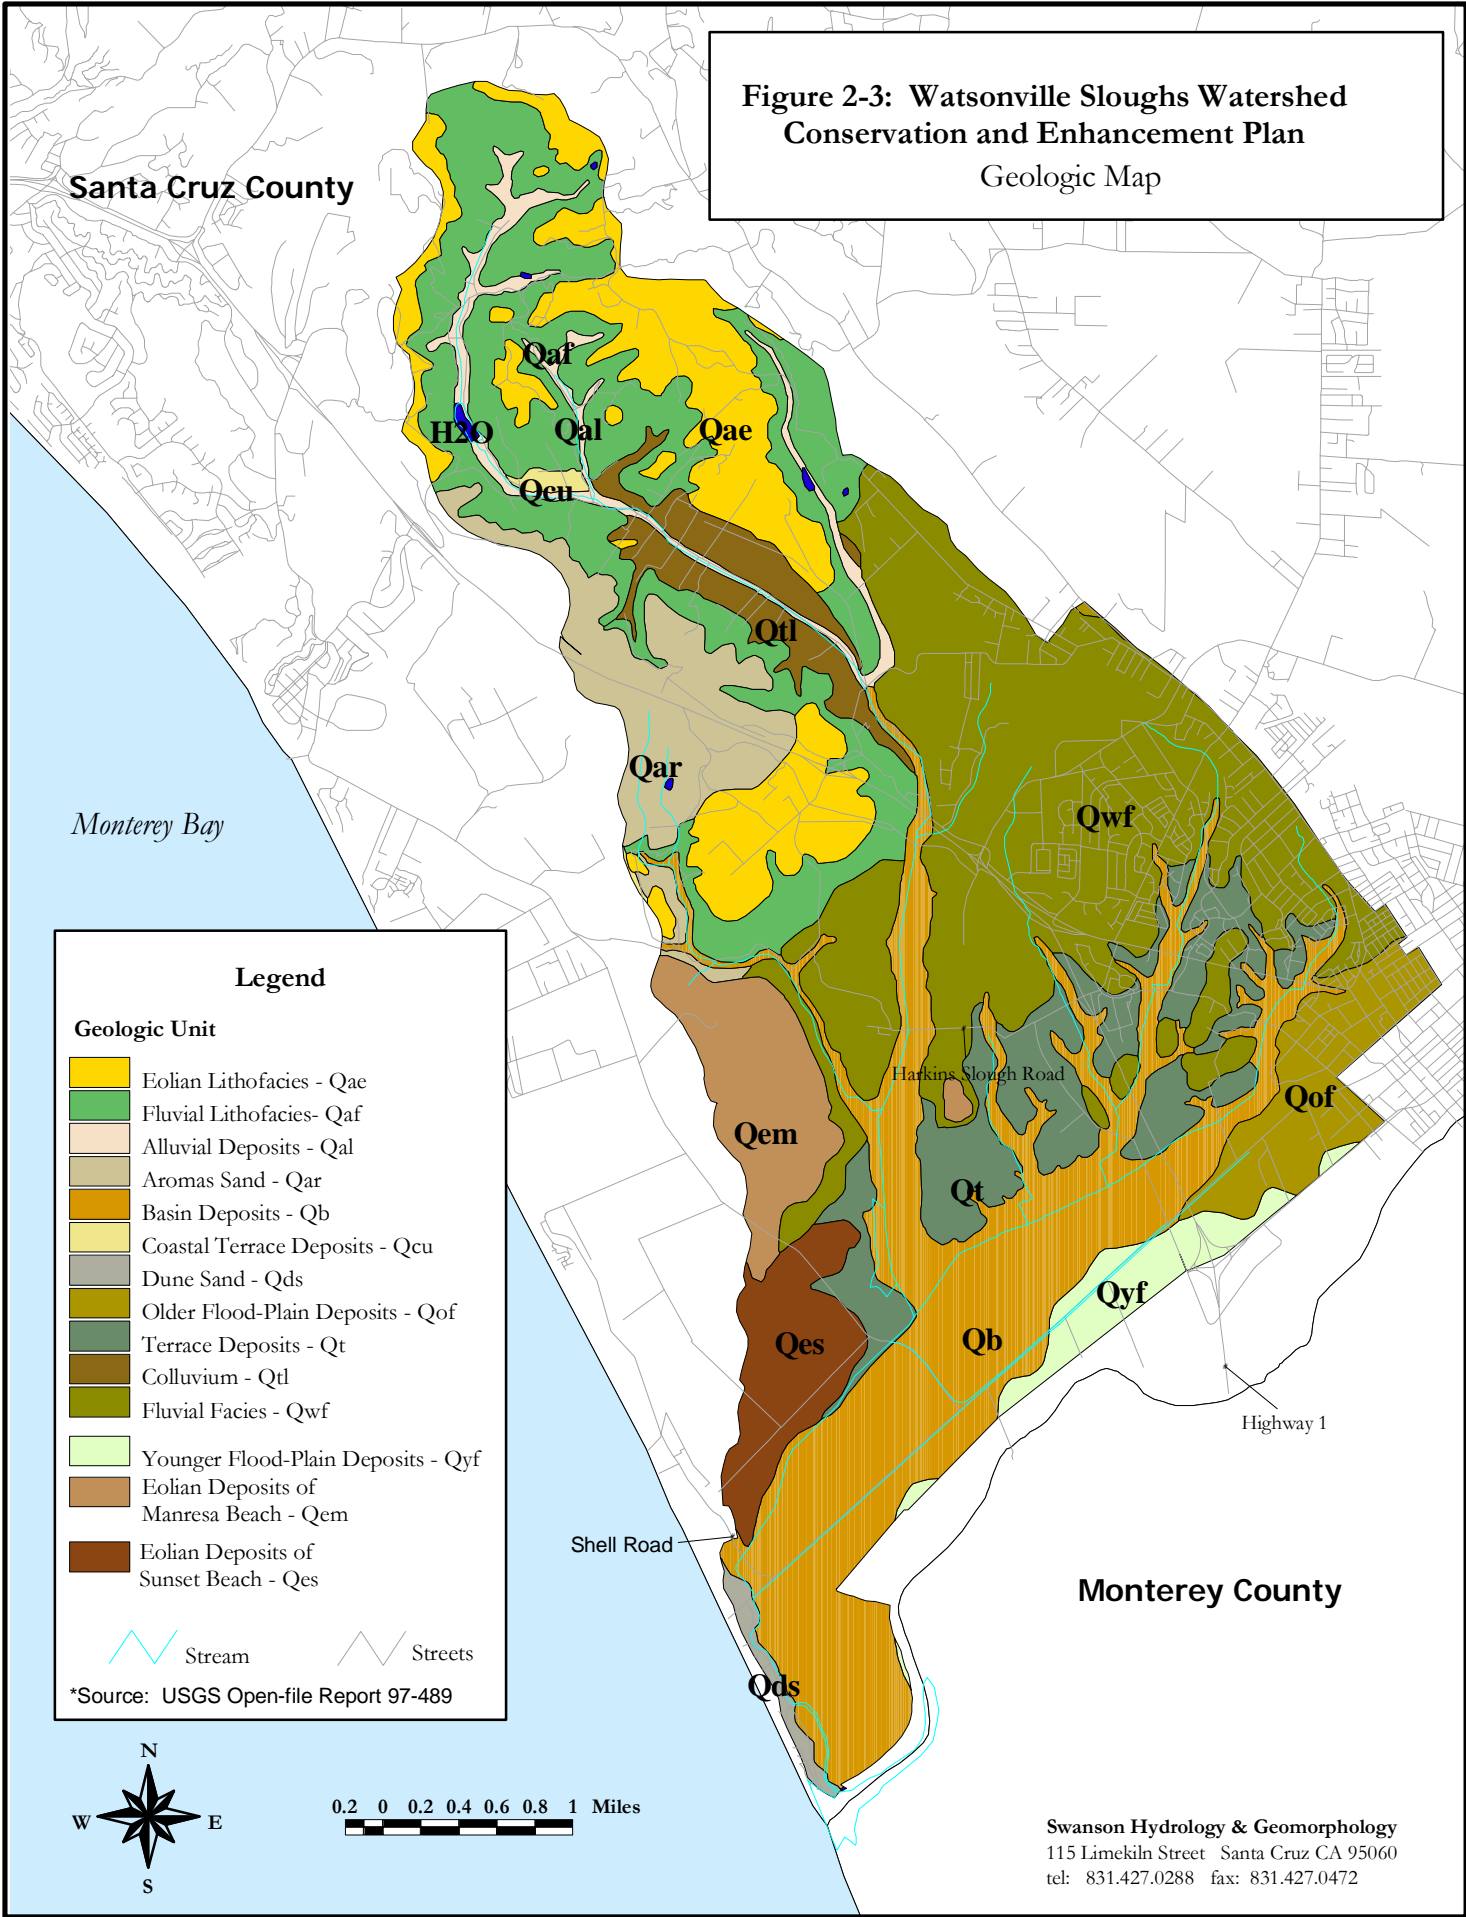 Figure 2-3: Watsonville Sloughs Watershed
Conservation and Enhancement Plan
Geologic Map
Santa Cruz County
Qaf
H2O
Qal
Qae
Qcu
Qtl
Qar
Monterey Bay
Qwf
Harkins Slough Road
Qof
Qem
Qt
Qyf
Qes
Qb
Highway 1
Shell Road
Monterey County
Qds
Legend
Geologic Unit
Eolian Lithofacies - Qae
Fluvial Lithofacies- Qaf
Alluvial Deposits - Qal
Aromas Sand - Qar
Basin Deposits - Qb
Coastal Terrace Deposits - Qcu
Dune Sand - Qds
Older Flood-Plain Deposits - Qof
Terrace Deposits - Qt
Colluvium - Qtl
Fluvial Facies - Qwf
Younger Flood-Plain Deposits - Qyf
Eolian Deposits of
Manresa Beach - Qem
Eolian Deposits of
Sunset Beach - Qes
Stream Streets
*Source: USGS Open-file Report 97-489
N
W E
S
0.2 0 0.2 0.4 0.6 0.8 1 Miles
Swanson Hydrology & Geomorphology
115 Limekiln Street Santa Cruz CA 95060
tel: 831.427.0288 fax: 831.427.0472